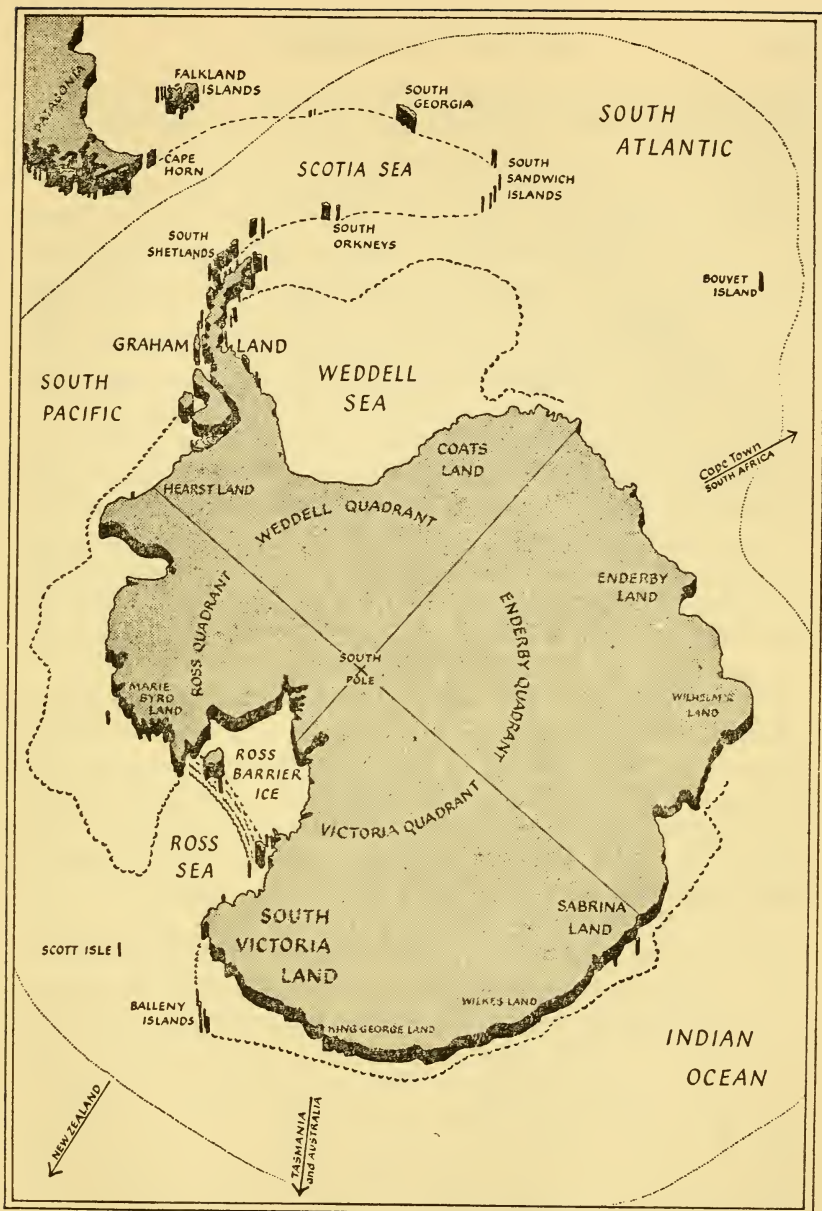 PATAGONIA
FALKLAND
ISLANDS
SOUTH
GEORGIA
SOUTH
ATLANTIC
CAPE
HORN
SCOTIA SEA
SOUTH
SANDWICH
ISLANDS
SOUTH
SHETLANDS
SOUTH
ORKNEYS
BOUVET
ISLAND
GRAHAM LAND
SOUTH
PACIFIC
WEDDELL
SEA
COATS
LAND
CAPE TOWN
SOUTH AFRICA
HEARST LAND
WEDDELL QUADRANT
ROSS QUADRANT
ENDERBY QUADRANT
ENDERBY
LAND
SOUTH
POLE
MARIE
BYRD
LAND
WILHELM II
LAND
ROSS
BARRIER
ICE
VICTORIA QUADRANT
ROSS
SEA
SABRINA
LAND
SOUTH
VICTORIA
LAND
SCOTT ISLE
WILKES LAND
BALLENY
ISLANDS
KING GEORGE LAND
INDIAN
OCEAN
NEW ZEALAND
TASMANIA
and AUSTRALIA